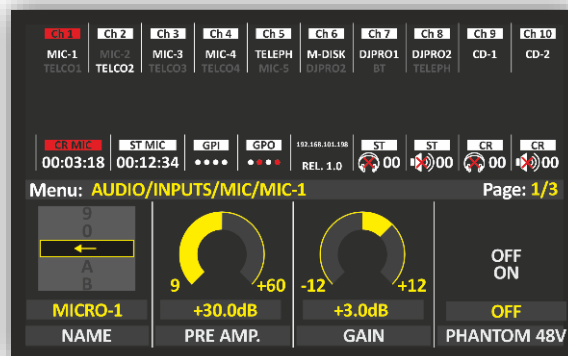 Ch 1 Ch 2 Ch 3 Ch 4 Ch 5 Ch 6 Ch 7 Ch 8 Ch 9 Ch 10
MIC-1 MIC-2 MIC-3 MIC-4 TELEPH M-DISK DJPRO1 DJPRO2 CD-1 CD-2
TELCO1 TELCO2 TELCO3 TELCO4 MIC-5 DJPRO2 BT TELEPH
CR MIC ST MIC GPI GPO 192.168.101.198 ST ST CR CR
00:03:18 00:12:34 REL. 1.0 00 00 00 00
Menu: AUDIO/INPUTS/MIC/MIC-1 Page: 1/3
9
0
←
A
B
9 +60 -12 +12
OFF
ON
MICRO-1 +30.0dB +3.0dB OFF
NAME PRE AMP. GAIN PHANTOM 48V